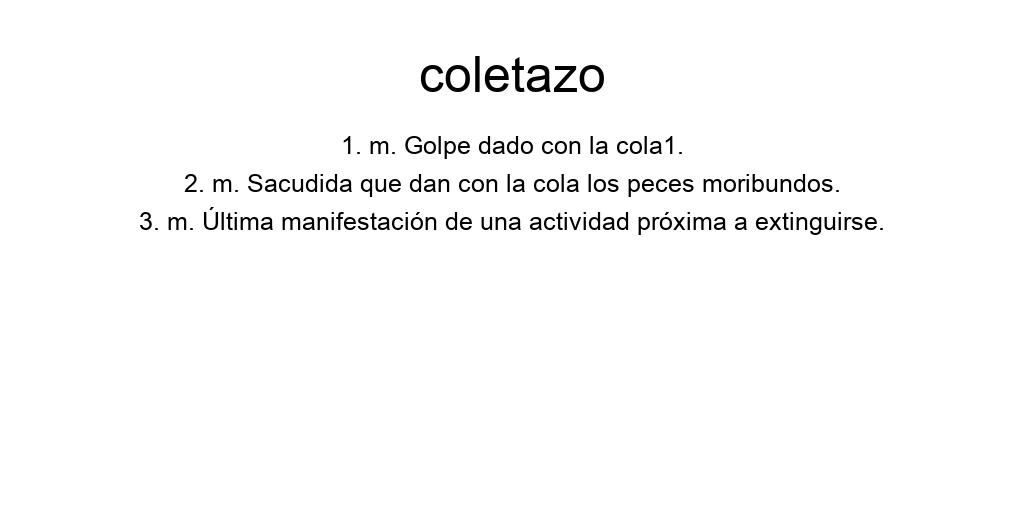 coletazo
1. m. Golpe dado con la cola1.
2. m. Sacudida que dan con la cola los peces moribundos.
3. m. Última manifestación de una actividad próxima a extinguirse.